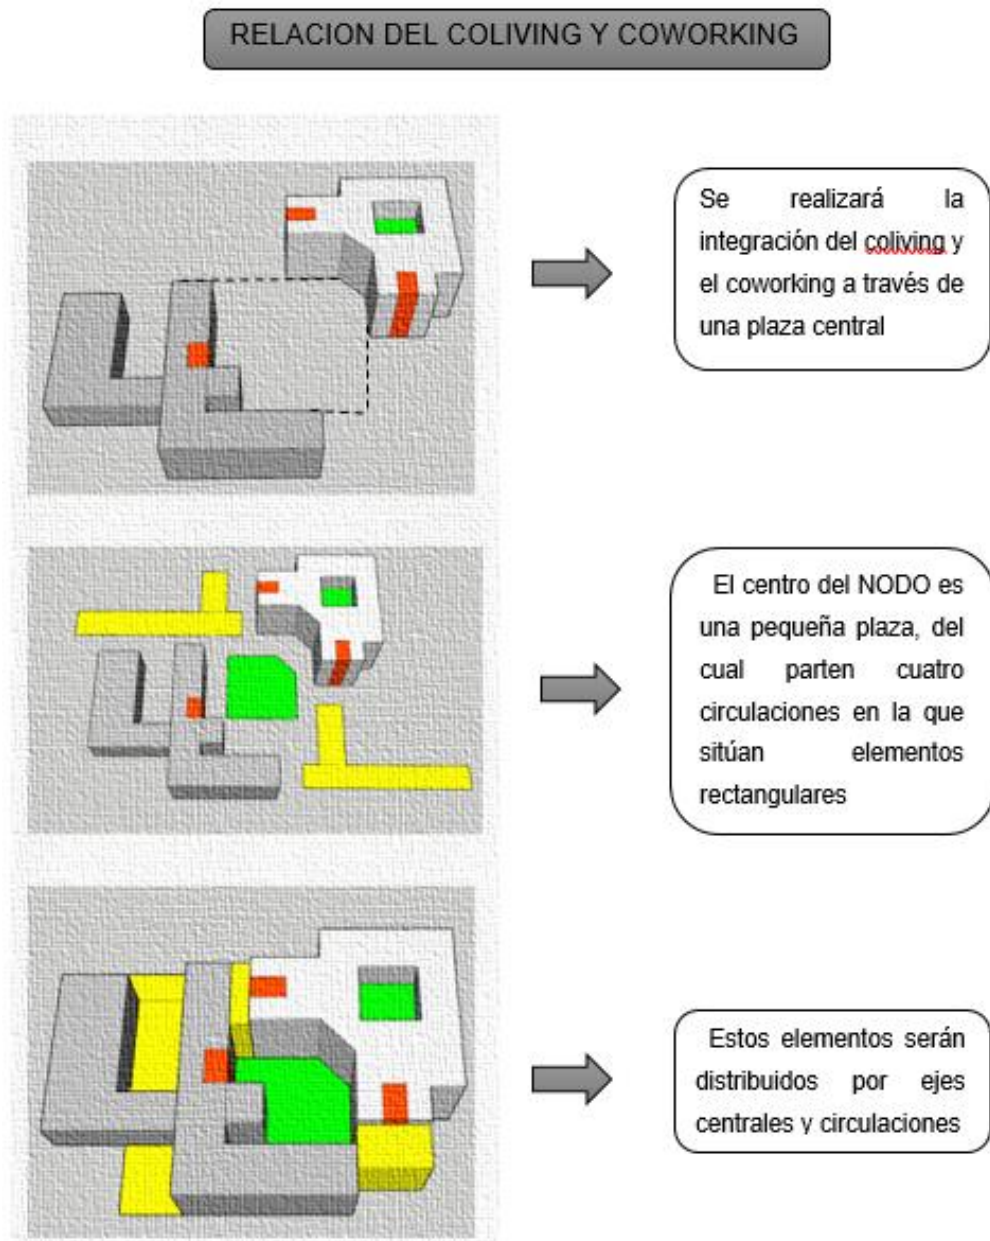 RELACION DEL COLIVING Y COWORKING
Se realizará la
integración del coliving y
el coworking a través de
una plaza central
El centro del NODO es
una pequeña plaza, del
cual parten cuatro
circulaciones en la que
sitúan elementos
rectangulares
Estos elementos serán
distribuidos por ejes
centrales y circulaciones